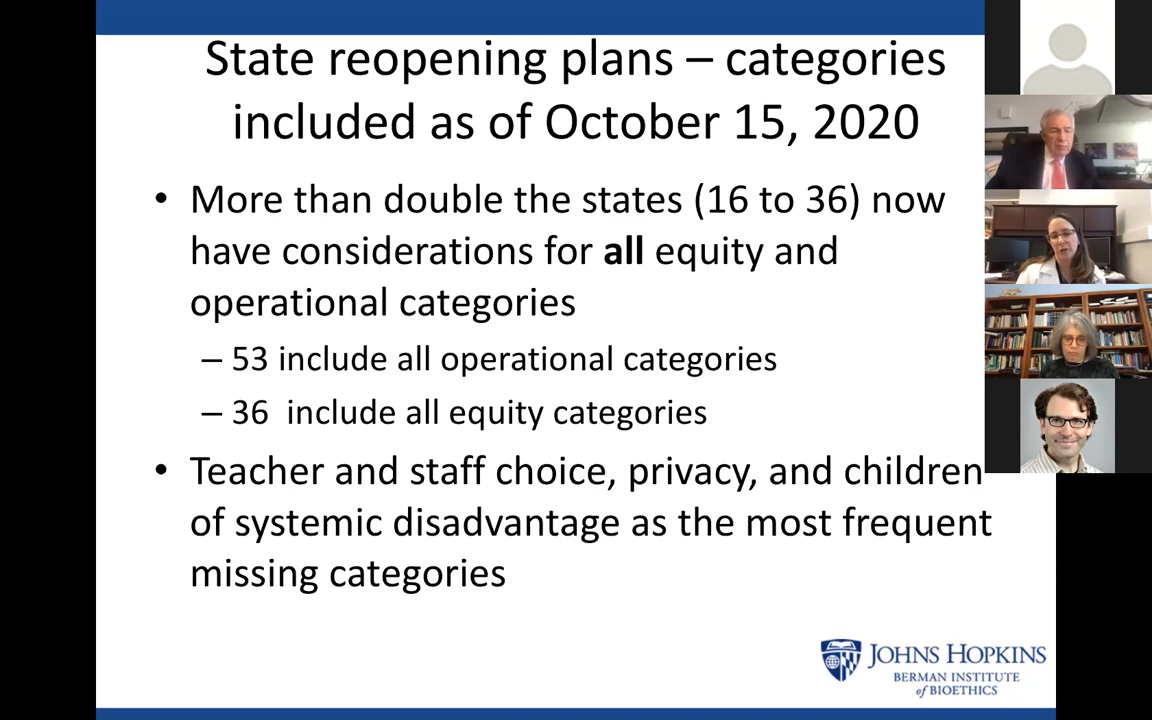 State reopening plans – categories
included as of October 15, 2020
• More than double the states (16 to 36) now
have considerations for all equity and
operational categories
– 53 include all operational categories
– 36  include all equity categories
• Teacher and staff choice, privacy, and children
of systemic disadvantage as the most frequent
missing categories
JOHNS HOPKINS
BERMAN INSTITUTE
of BIOETHICS